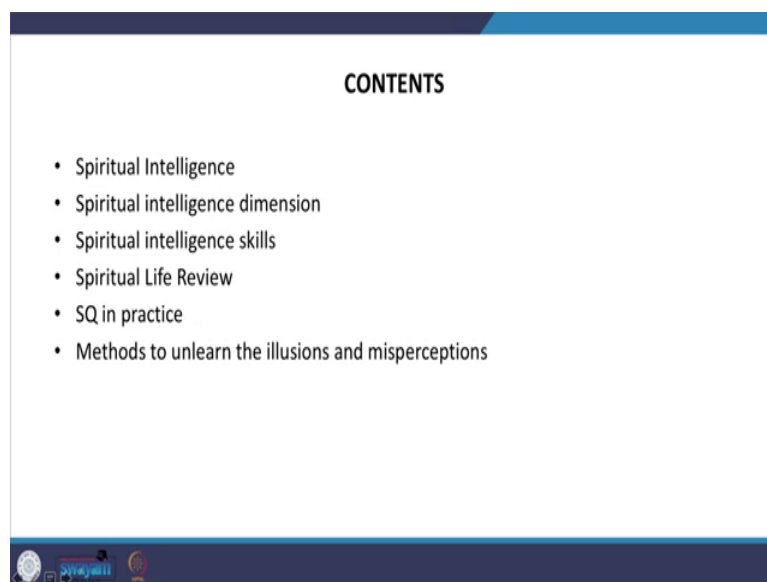 CONTENTS
• Spiritual Intelligence
• Spiritual intelligence dimension
• Spiritual intelligence skills
• Spiritual Life Review
• SQ in practice
• Methods to unlearn the illusions and misperceptions
swayam